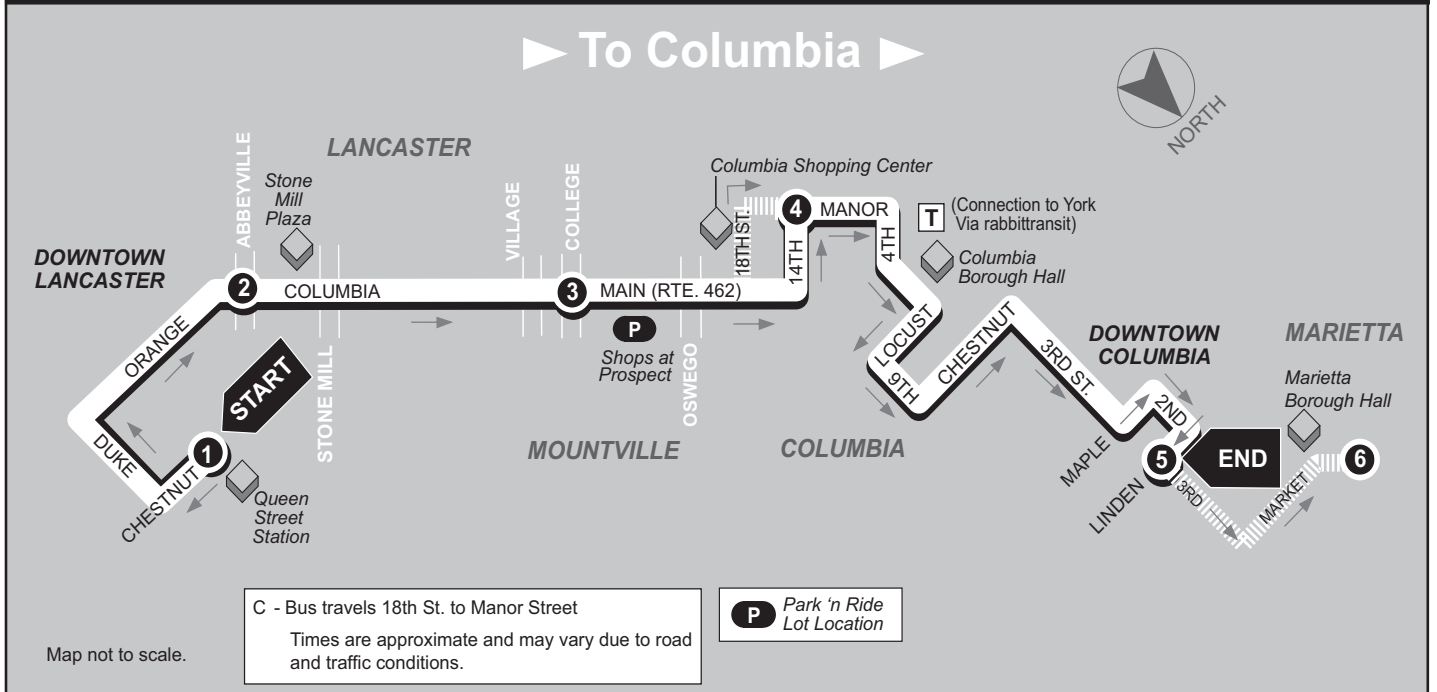 To Columbia
NORTH
LANCASTER
ABBEYVILLE
Stone
Mill
Plaza
VILLAGE
COLLEGE
Columbia Shopping Center
18TH ST.
4
MANOR
14TH
4TH
T
(Connection to York
Via rabbittransit)
Columbia
Borough Hall
DOWNTOWN
LANCASTER
2
COLUMBIA
3
MAIN (RTE. 462)
P
Shops at
Prospect
OSWEGO
STONE MILL
ORANGE
START
DUKE
1
CHESTNUT
Queen
Street
Station
MOUNTVILLE
COLUMBIA
LOCUST
9TH
CHESTNUT
3RD ST.
DOWNTOWN
COLUMBIA
MARIETTA
Marietta
Borough Hall
2ND
MAPLE
LINDEN
5
END
3RD
MARKET
6
C - Bus travels 18th St. to Manor Street
Times are approximate and may vary due to road
and traffic conditions.
P
Park ‘n Ride
Lot Location
Map not to scale.